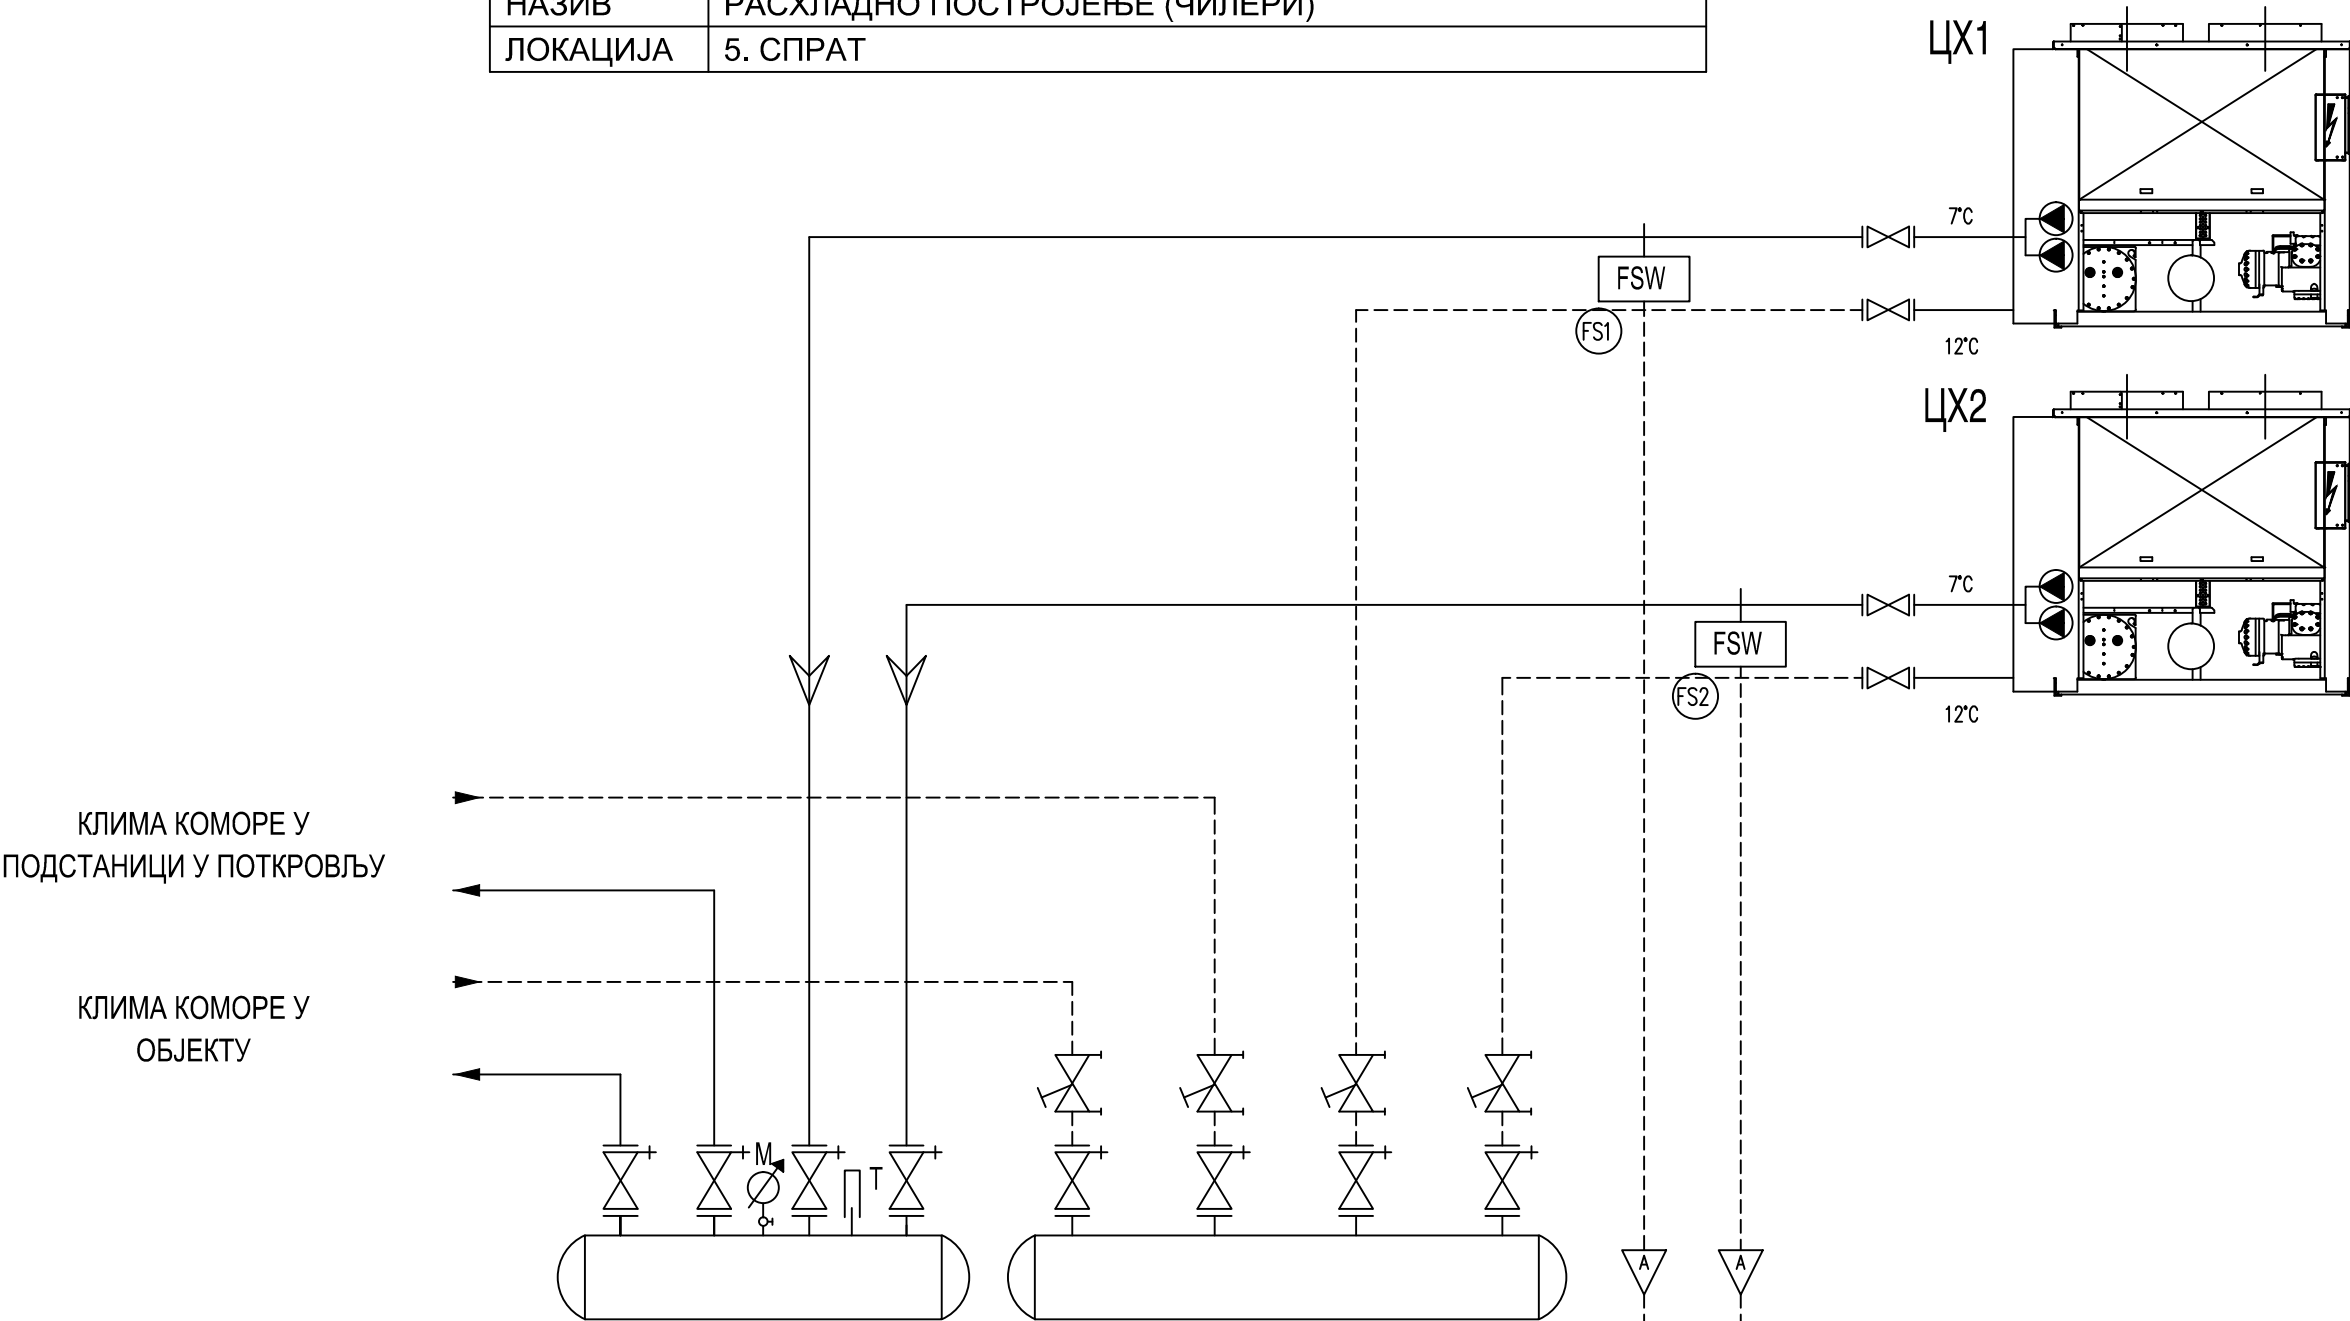 НАЗИВ РАСХЛАДНО ПОСТРОЈЕЊЕ (ЧИЛЕРИ)
ЛОКАЦИЈА 5. СПРАТ
ЦХ1
7°C
FSW
FS1
12°C
ЦХ2
7°C
FSW
FS2
12°C
КЛИМА КОМОРЕ У
ПОДСТАНИЦИ У ПОТКРОВЉУ
КЛИМА КОМОРЕ У
ОБЈЕКТУ
M
T
A
A